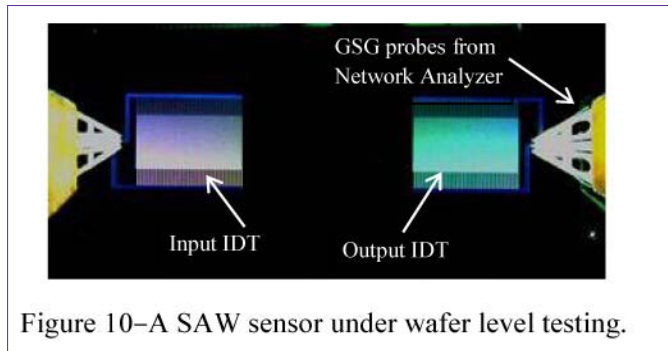 GSG probes from
Network Analyzer
Input IDT
Output IDT
Figure 10–A SAW sensor under wafer level testing.